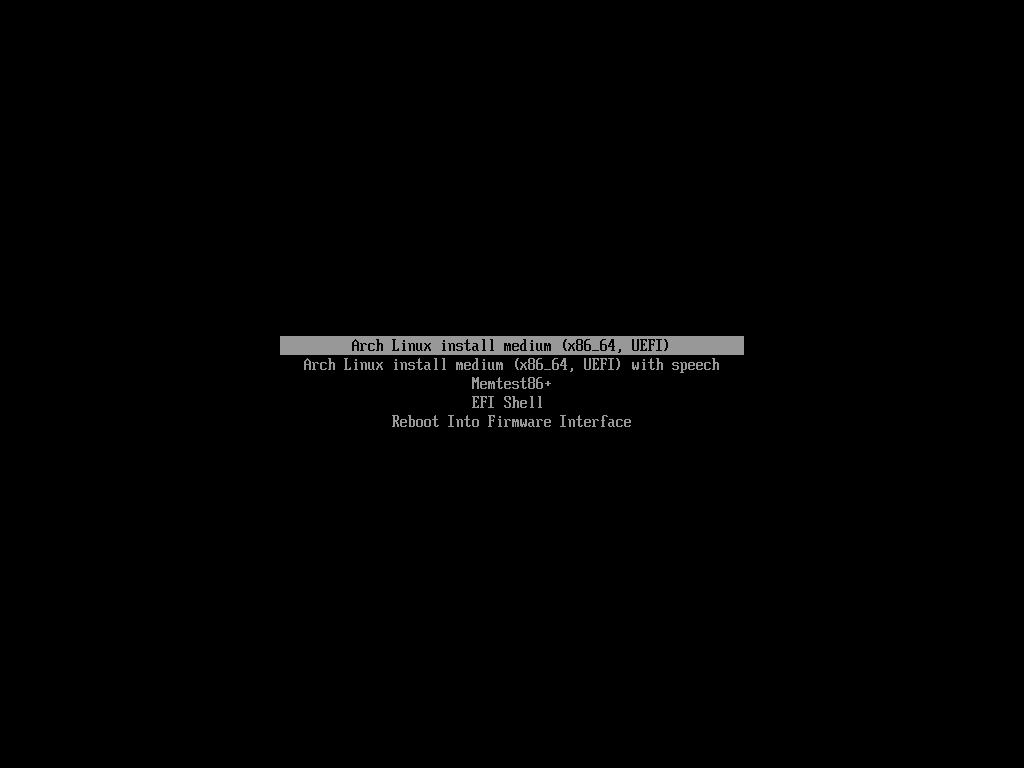 Arch Linux install medium (x86_64, UEFI)
Arch Linux install medium (x86_64, UEFI) with speech
Memtest86+
EFI Shell
Reboot Into Firmware Interface